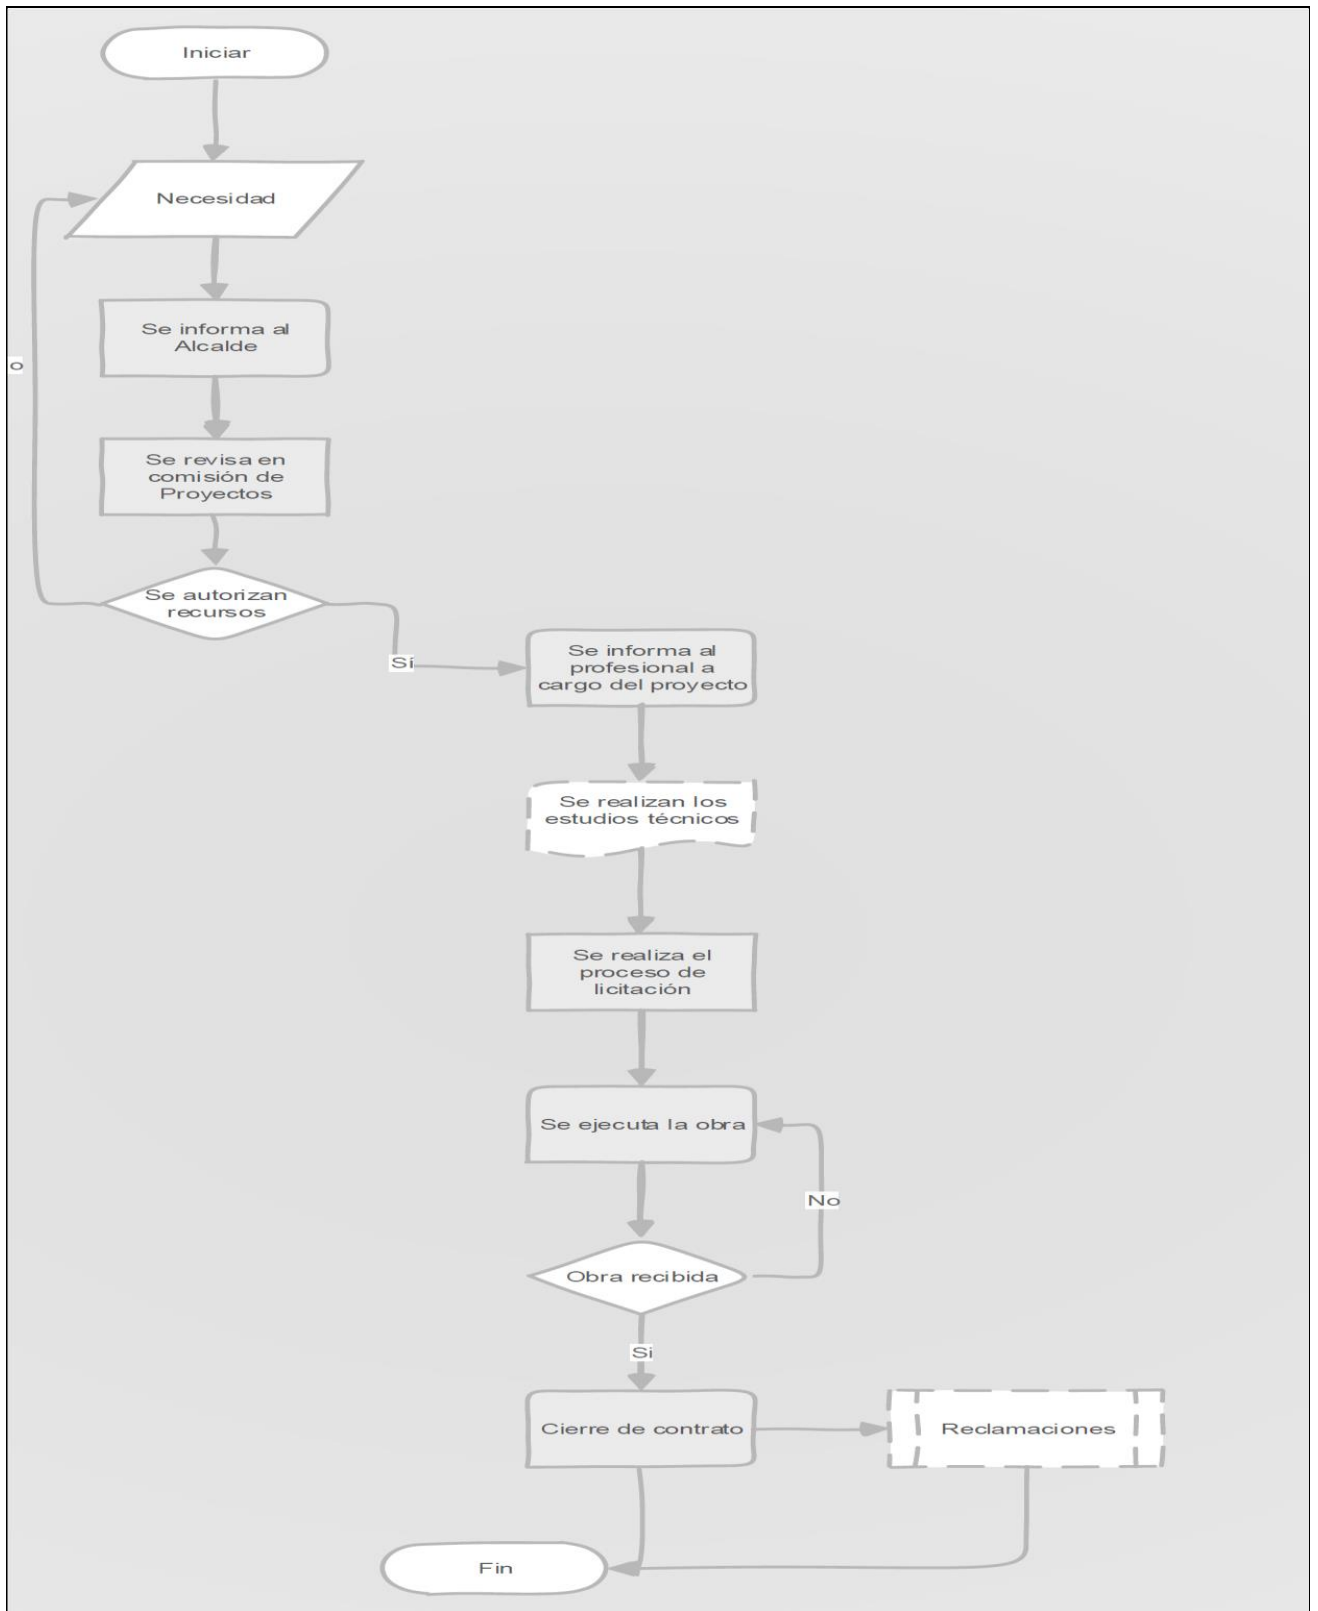 Iniciar
Necesidad
Se informa al
Alcalde
o
Se revisa en
comisión de
Proyectos
Se autorizan
recursos
Sí
Se informa al
profesional a
cargo del proyecto
Se realizan los
estudios técnicos
Se realiza el
proceso de
licitación
Se ejecuta la obra
No
Obra recibida
Si
Cierre de contrato
Reclamaciones
Fin